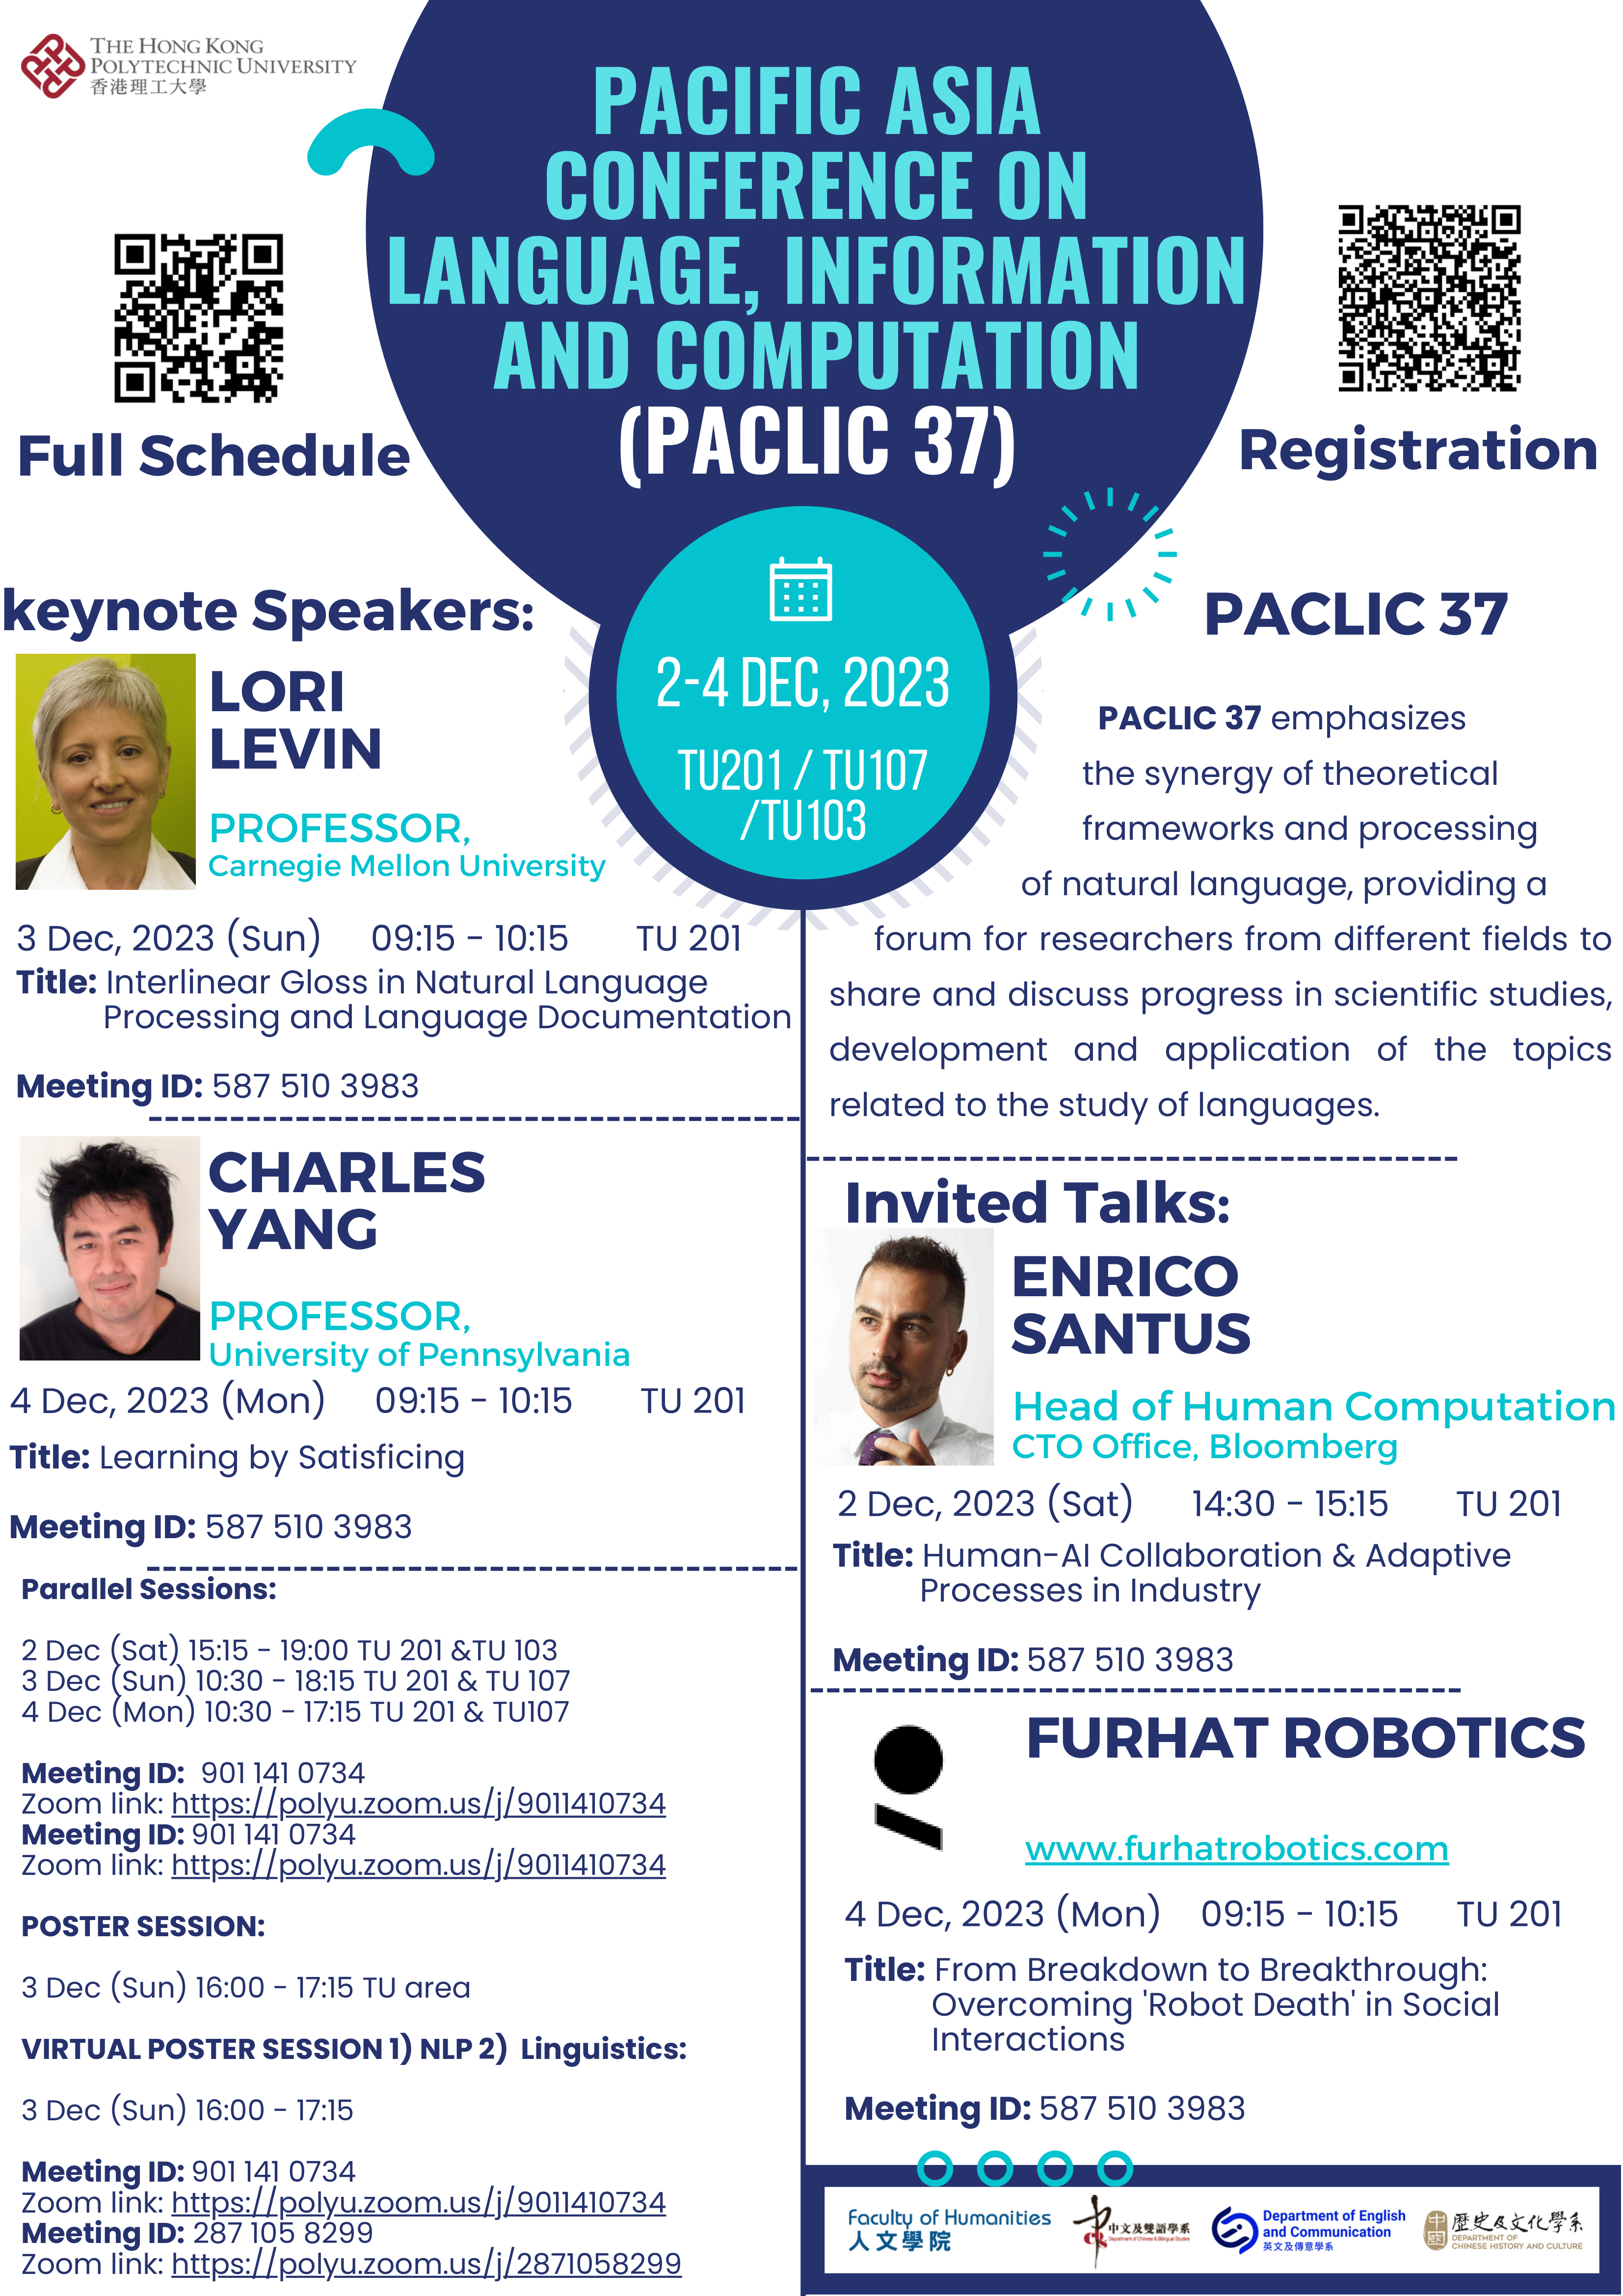 THE HONG KONG
POLYTECHNIC UNIVERSITY
香港理工大學
PACIFIC ASIA
CONFERENCE ON
LANGUAGE, INFORMATION
AND COMPUTATION
(PACLIC 37)
Full Schedule
Registration
2-4 DEC, 2023
TU201 / TU107
/TU103
keynote Speakers:
LORI
LEVIN
PROFESSOR,
Carnegie Mellon University
3 Dec, 2023 (Sun) 09:15 - 10:15 TU 201
Title: Interlinear Gloss in Natural Language
Processing and Language Documentation
Meeting ID: 587 510 3983
CHARLES
YANG
PROFESSOR,
University of Pennsylvania
4 Dec, 2023 (Mon) 09:15 - 10:15 TU 201
Title: Learning by Satisficing
Meeting ID: 587 510 3983
Parallel Sessions:
2 Dec (Sat) 15:15 - 19:00 TU 201 &TU 103
3 Dec (Sun) 10:30 - 18:15 TU 201 & TU 107
4 Dec (Mon) 10:30 - 17:15 TU 201 & TU107
Meeting ID: 901 141 0734
Zoom link: https://polyu.zoom.us/j/9011410734
Meeting ID: 901 141 0734
Zoom link: https://polyu.zoom.us/j/9011410734
POSTER SESSION:
3 Dec (Sun) 16:00 - 17:15 TU area
VIRTUAL POSTER SESSION 1) NLP 2) Linguistics:
3 Dec (Sun) 16:00 - 17:15
Meeting ID: 901 141 0734
Zoom link: https://polyu.zoom.us/j/9011410734
Meeting ID: 287 105 8299
Zoom link: https://polyu.zoom.us/j/2871058299
PACLIC 37
PACLIC 37 emphasizes
the synergy of theoretical
frameworks and processing
of natural language, providing a
forum for researchers from different fields to
share and discuss progress in scientific studies,
development and application of the topics
related to the study of languages.
Invited Talks:
ENRICO
SANTUS
Head of Human Computation
CTO Office, Bloomberg
2 Dec, 2023 (Sat) 14:30 - 15:15 TU 201
Title: Human-AI Collaboration & Adaptive
Processes in Industry
Meeting ID: 587 510 3983
FURHAT ROBOTICS
www.furhatrobotics.com
4 Dec, 2023 (Mon) 09:15 - 10:15 TU 201
Title: From Breakdown to Breakthrough:
Overcoming 'Robot Death' in Social
Interactions
Meeting ID: 587 510 3983
Faculty of Humanities
人文學院
中文及雙語學系
Department of Chinese & Bilingual Studies
Department of English
and Communication
英文及傳意學系
中國
歷史及文化學系
DEPARTMENT OF
CHINESE HISTORY AND CULTURE